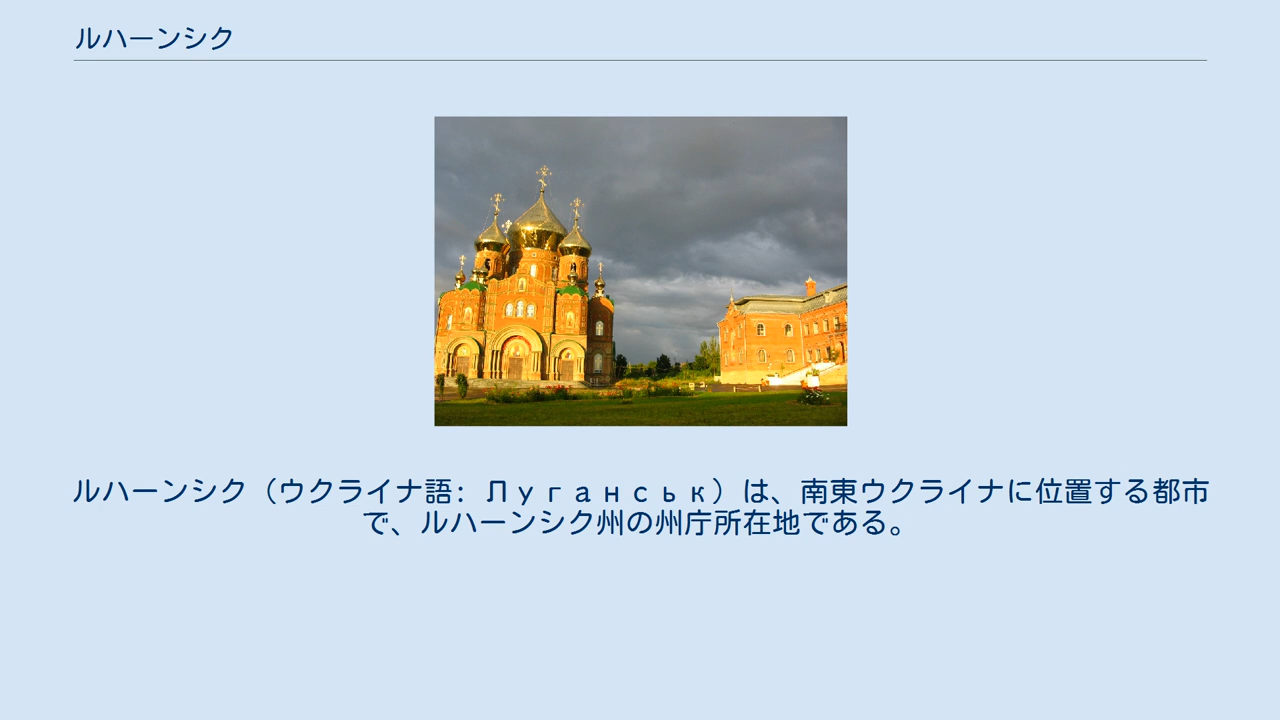 ルハーンシク
ルハーンシク（ウクライナ語: Луганськ）は、南東ウクライナに位置する都市
で、ルハーンシク州の州庁所在地である。